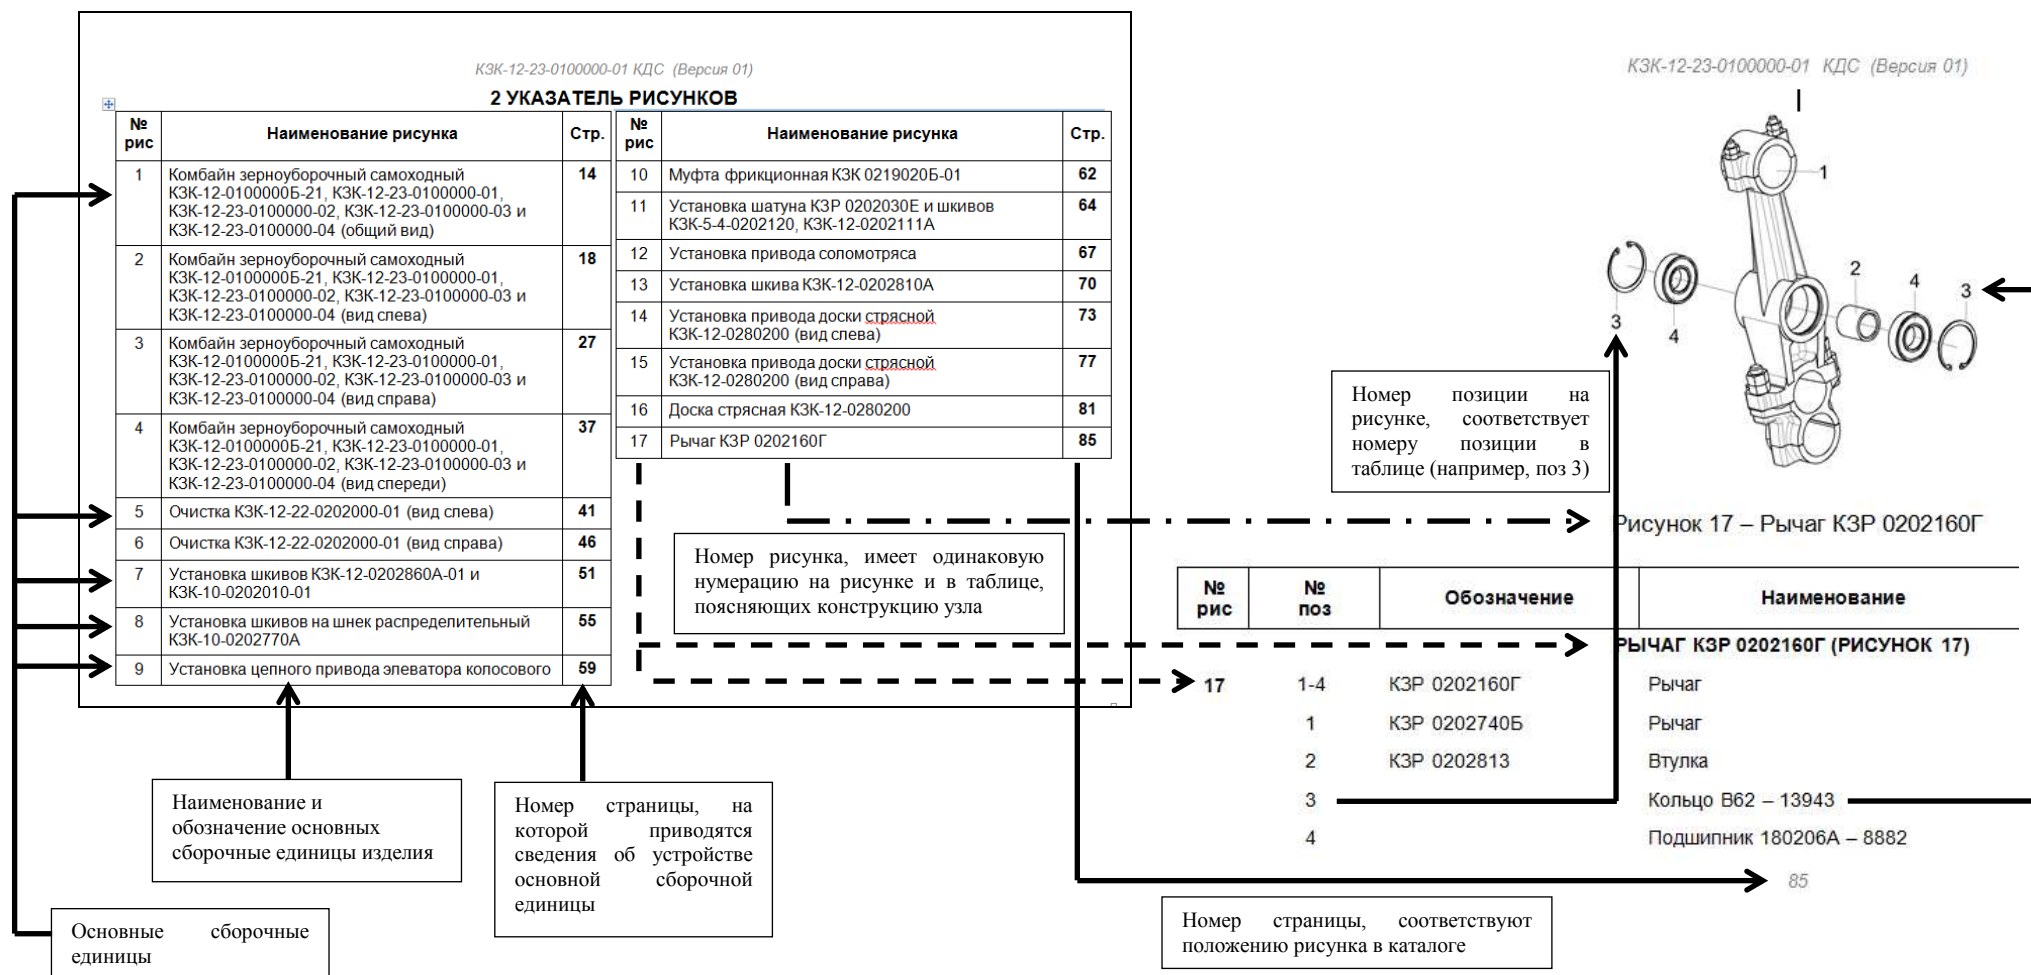 КЗК-12-23-0100000-01 КДС (Версия 01)
2 УКАЗАТЕЛЬ РИСУНКОВ
№ рис
Наименование рисунка
Стр.
1
Комбайн зерноуборочный самоходный
КЗК-12-0100000Б-21, КЗК-12-23-0100000-01,
КЗК-12-23-0100000-02, КЗК-12-23-0100000-03 и
КЗК-12-23-0100000-04 (общий вид)
14
2
Комбайн зерноуборочный самоходный
КЗК-12-0100000Б-21, КЗК-12-23-0100000-01,
КЗК-12-23-0100000-02, КЗК-12-23-0100000-03 и
КЗК-12-23-0100000-04 (вид слева)
18
3
Комбайн зерноуборочный самоходный
КЗК-12-0100000Б-21, КЗК-12-23-0100000-01,
КЗК-12-23-0100000-02, КЗК-12-23-0100000-03 и
КЗК-12-23-0100000-04 (вид справа)
27
4
Комбайн зерноуборочный самоходный
КЗК-12-0100000Б-21, КЗК-12-23-0100000-01,
КЗК-12-23-0100000-02, КЗК-12-23-0100000-03 и
КЗК-12-23-0100000-04 (вид спереди)
37
5
Очистка КЗК-12-22-0202000-01 (вид слева)
41
6
Очистка КЗК-12-22-0202000-01 (вид справа)
46
7
Установка шкивов КЗК-12-0202860А-01 и
КЗК-10-0202010-01
51
8
Установка шкивов на шнек распределительный
КЗК-10-0202770А
55
9
Установка цепного привода элеватора колосового
59
№ рис
Наименование рисунка
Стр.
10
Муфта фрикционная КЗК 0219020Б-01
62
11
Установка шатуна КЗР 0202030Е и шкивов
КЗК-5-4-0202120, КЗК-12-0202111А
64
12
Установка привода соломотряса
67
13
Установка шкива КЗК-12-0202810А
70
14
Установка привода доски стрясной
КЗК-12-0280200 (вид слева)
73
15
Установка привода доски стрясной
КЗК-12-0280200 (вид справа)
77
16
Доска стрясная КЗК-12-0280200
81
17
Рычаг КЗР 0202160Г
85
Номер рисунка, имеет одинаковую
нумерацию на рисунке и в таблице,
поясняющих конструкцию узла
Наименование и
обозначение основных
сборочные единицы изделия
Номер страницы, на
которой приводятся
сведения об устройстве
основной сборочной
единицы
Основные сборочные
единицы
КЗК-12-23-0100000-01 КДС (Версия 01)
1
2
4
3
3
4
Номер позиции на
рисунке, соответствует
номеру позиции в
таблице (например, поз 3)
Рисунок 17 – Рычаг КЗР 0202160Г
№ рис
№ поз
Обозначение
Наименование
РЫЧАГ КЗР 0202160Г (РИСУНОК 17)
17 1-4 КЗР 0202160Г Рычаг
1 КЗР 0202740Б Рычаг
2 КЗР 0202813 Втулка
3 Кольцо В62 – 13943
4 Подшипник 180206А – 8882
85
Номер страницы, соответствуют
положению рисунка в каталоге